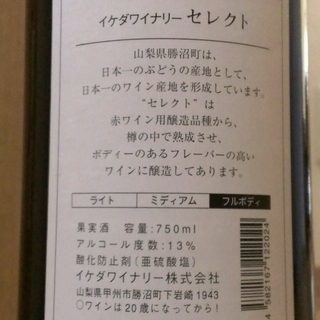 イケダワイナリー セレクト
山梨県勝沼町は、
日本一のぶどうの産地として、
日本一のワイン産地を形成しています。
“セレクト”は
赤ワイン用醸造品種から、
樽の中で熟成させ、
ボディーのあるフレーバーの高い
ワインに醸造してあります。
ライト ミディアム フルボディ
果実酒 容量:750ml
アルコール度数:13%
酸化防止剤(亜硫酸塩)
イケダワイナリー株式会社
山梨県甲州市勝沼町下岩崎1943
○ワインは20歳になってから!
4 582167 122024